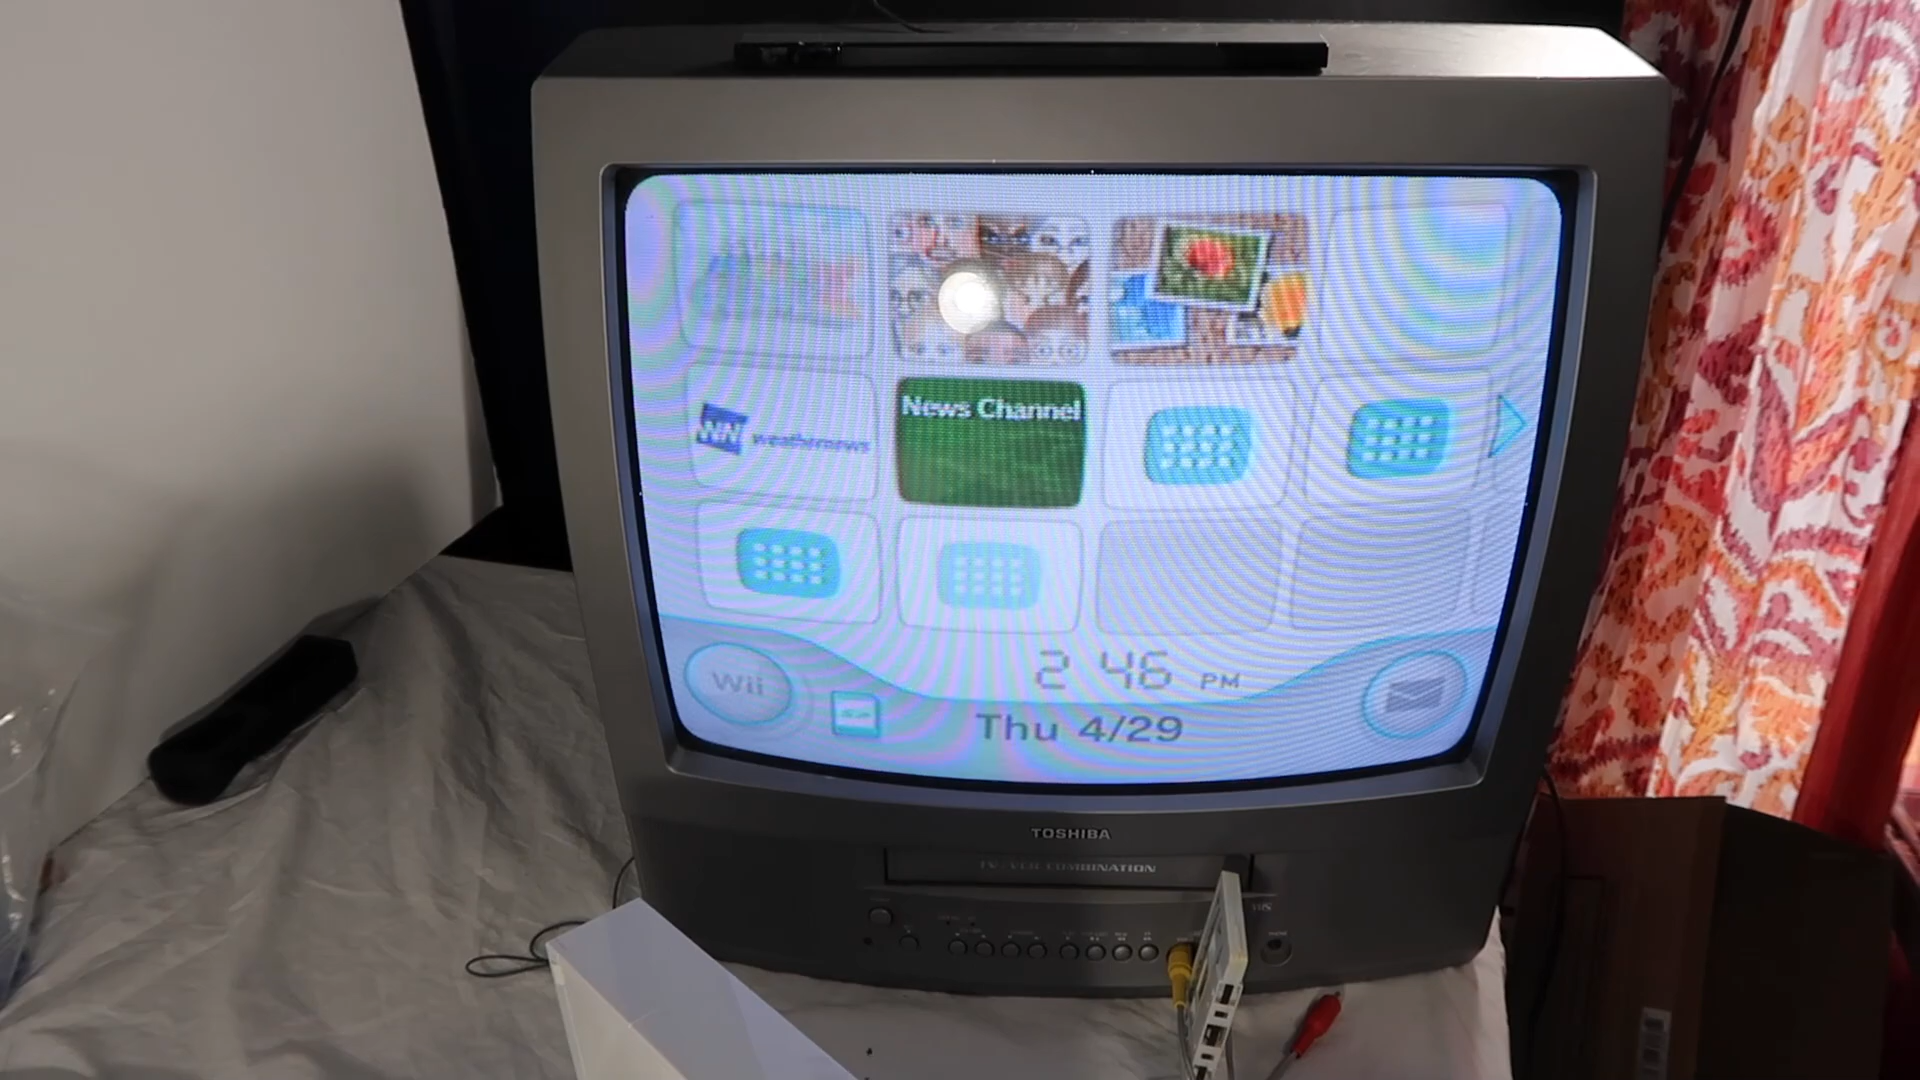 News Channel
WN weathernews
2 46 PM
Wii
Thu 4/29
TOSHIBA
TV/VCR COMBINATION